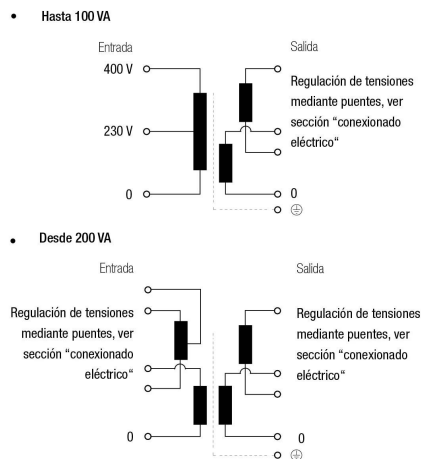 • Hasta 100 VA
Entrada
Salida
400 V
230 V
0
Regulación de tensiones
mediante puentes, ver
sección “conexionado
eléctrico“
0
• Desde 200 VA
Entrada
Salida
Regulación de tensiones
mediante puentes, ver
sección “conexionado
eléctrico“
0
Regulación de tensiones
mediante puentes, ver
sección “conexionado
eléctrico“
0